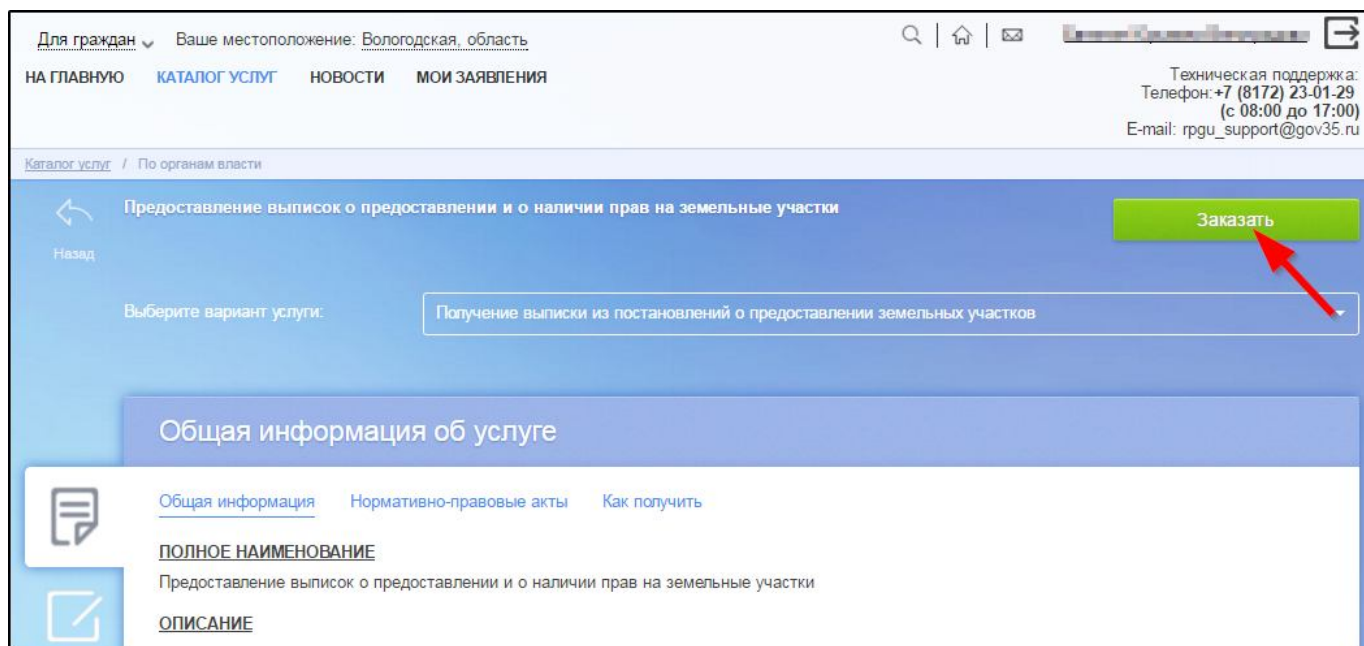 Для граждан Ваше местоположение: Вологодская, область
НА ГЛАВНУЮ КАТАЛОГ УСЛУГ НОВОСТИ МОИ ЗАЯВЛЕНИЯ
Техническая поддержка:
Телефон:+7 (8172) 23-01-29
(с 08:00 до 17:00)
E-mail: rpgu_support@gov35.ru
Каталог услуг / По органам власти
Назад
Предоставление выписок о предоставлении и о наличии прав на земельные участки
Заказать
Выберите вариант услуги: Получение выписки из постановлений о предоставлении земельных участков
Общая информация об услуге
Общая информация Нормативно-правовые акты Как получить
ПОЛНОЕ НАИМЕНОВАНИЕ
Предоставление выписок о предоставлении и о наличии прав на земельные участки
ОПИСАНИЕ